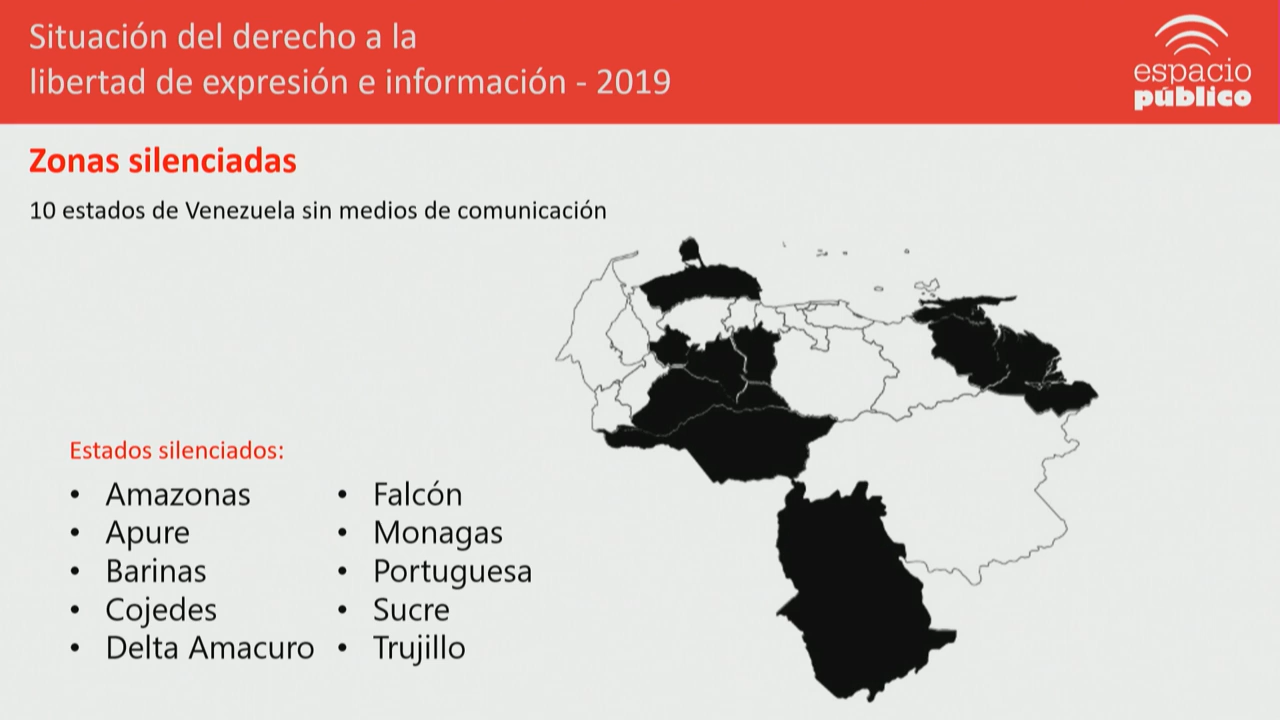 Situación del derecho a la
libertad de expresión e información - 2019
espacio
público
Zonas silenciadas
10 estados de Venezuela sin medios de comunicación
Estados silenciados:
• Amazonas
• Apure
• Barinas
• Cojedes
• Delta Amacuro
• Falcón
• Monagas
• Portuguesa
• Sucre
• Trujillo